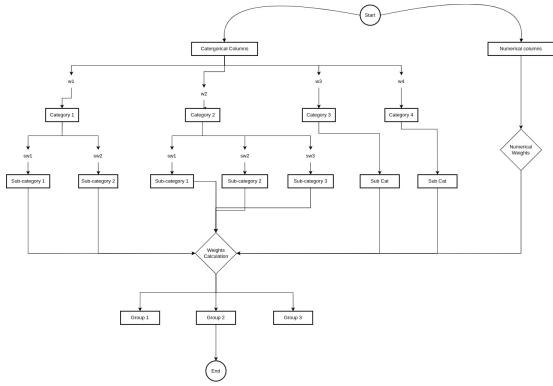 Start
Catergorical Columns
Numerical columns
w1
w2
w3
w4
Category 1
Category 2
Category 3
Category 4
sw1
sw2
sw1
sw2
sw3
Numerical
Weights
Sub-category 1
Sub-category 2
Sub-category 1
Sub-category 2
Sub-category 3
Sub Cat
Sub Cat
Weights
Calculation
Group 1
Group 2
Group 3
End